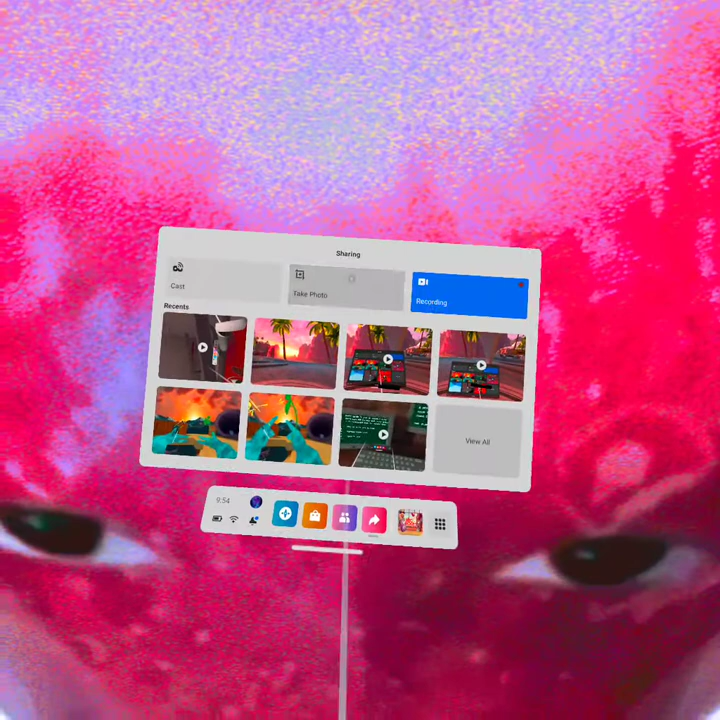 Sharing
Cast
Take Photo
Recording
Recents
View All
9:54